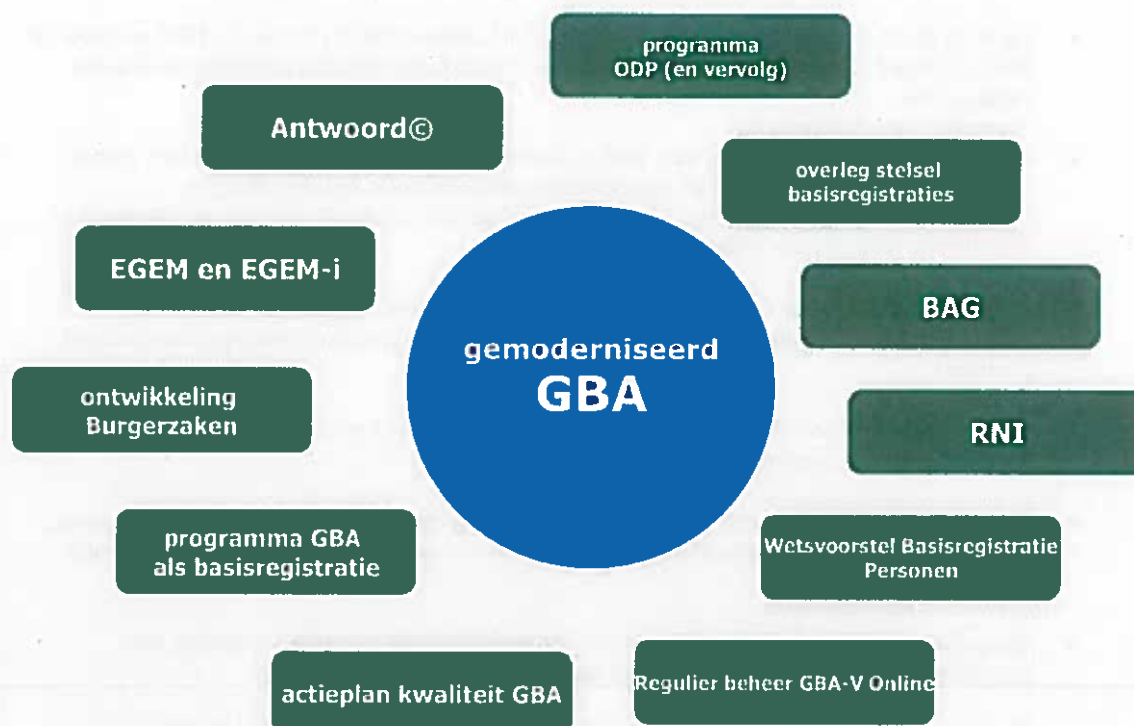 programma
ODP (en vervolg)
Antwoord©
overleg stelsel
basisregistraties
EGEM en EGEM-i
BAG
gemoderniseerd
GBA
ontwikkeling
Burgerzaken
RNI
programma GBA
als basisregistratie
Wetsvoorstel Basisregistratie
Personen
actieplan kwaliteit GBA
Regulier beheer GBA-V Online